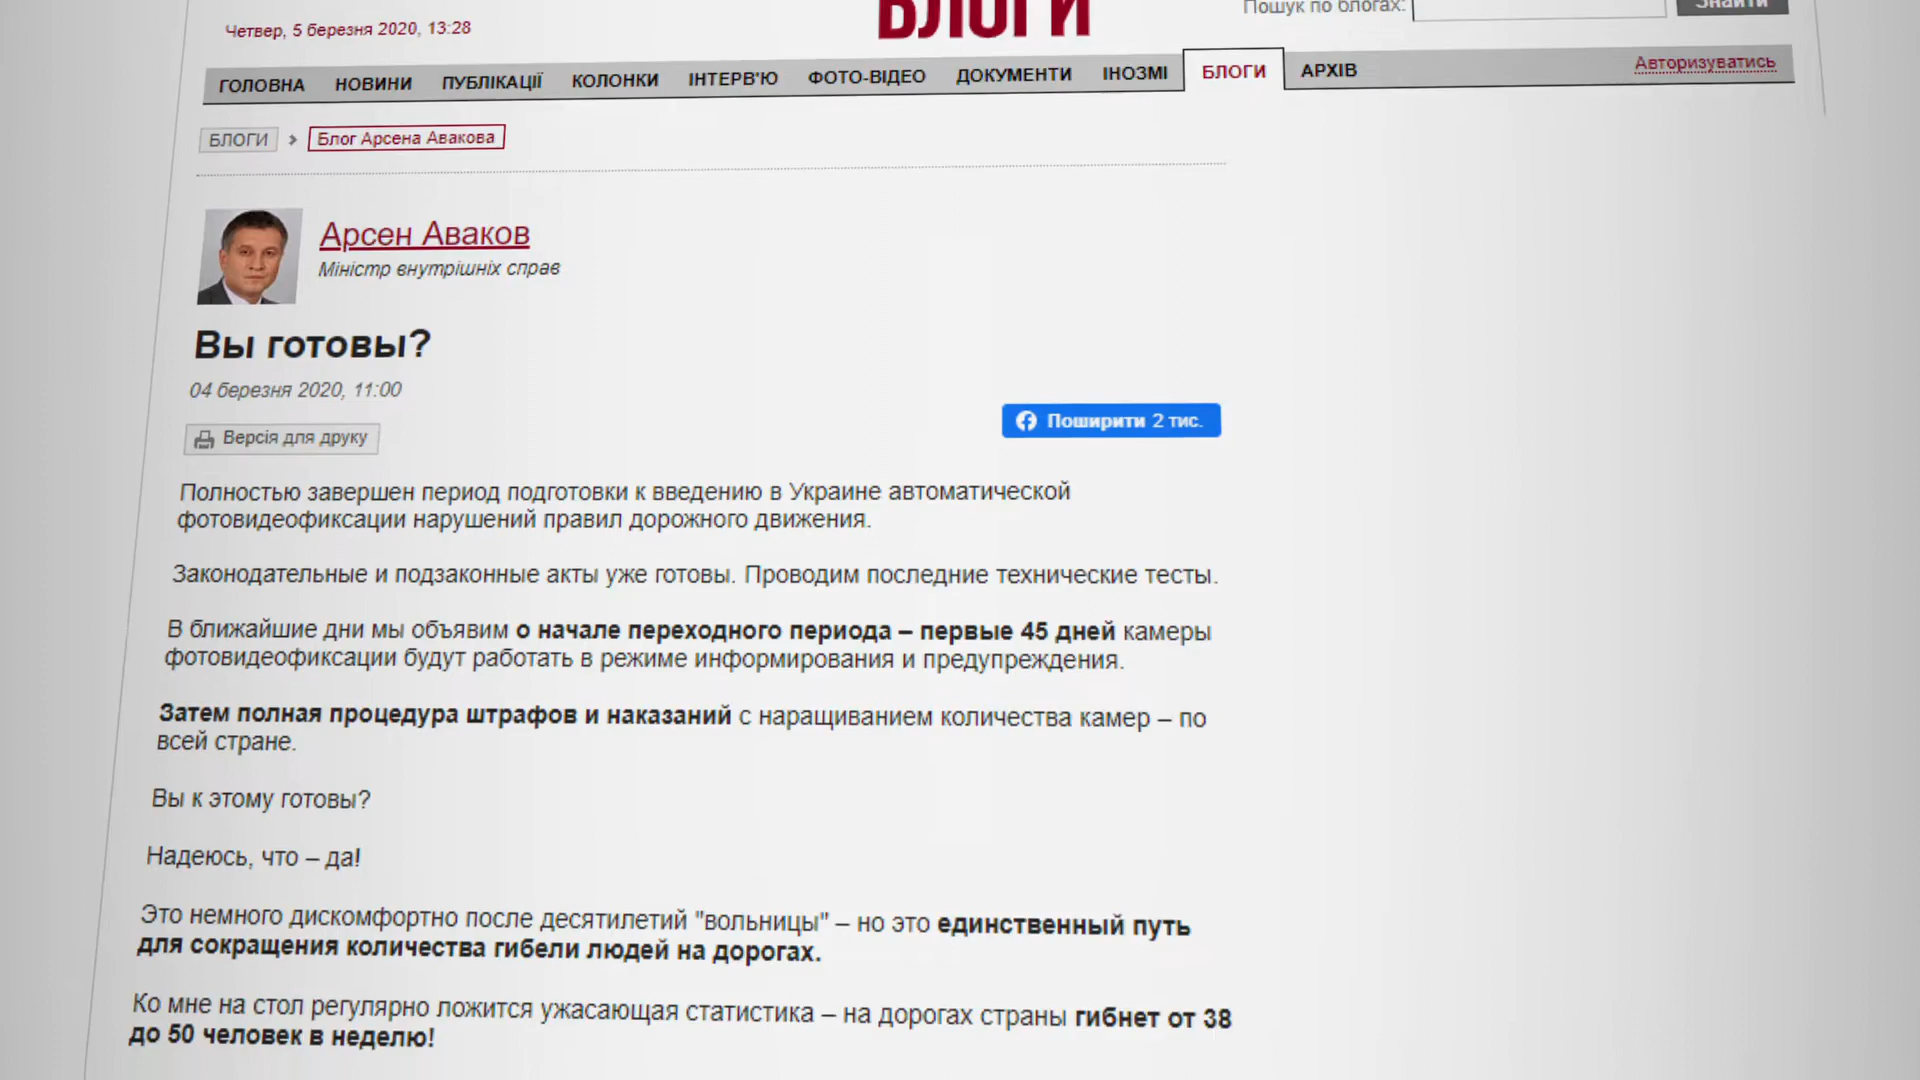 БЛОГИ
Пошук по блогах:
Знайти
Четвер, 5 березня 2020, 13:28
ГОЛОВНА НОВИНИ ПУБЛІКАЦІЇ КОЛОНКИ ІНТЕРВ'Ю ФОТО-ВІДЕО ДОКУМЕНТИ ІНОЗМІ БЛОГИ АРХІВ Авторизуватись
БЛОГИ > Блог Арсена Авакова
Арсен Аваков
Міністр внутрішніх справ
Вы готовы?
04 березня 2020, 11:00
Поширити 2 тис.
Версія для друку
Полностью завершен период подготовки к введению в Украине автоматической
фотовидеофиксации нарушений правил дорожного движения.
Законодательные и подзаконные акты уже готовы. Проводим последние технические тесты.
В ближайшие дни мы объявим о начале переходного периода – первые 45 дней камеры
фотовидеофиксации будут работать в режиме информирования и предупреждения.
Затем полная процедура штрафов и наказаний с наращиванием количества камер – по
всей стране.
Вы к этому готовы?
Надеюсь, что – да!
Это немного дискомфортно после десятилетий "вольницы" – но это единственный путь
для сокращения количества гибели людей на дорогах.
Ко мне на стол регулярно ложится ужасающая статистика – на дорогах страны гибнет от 38
до 50 человек в неделю!